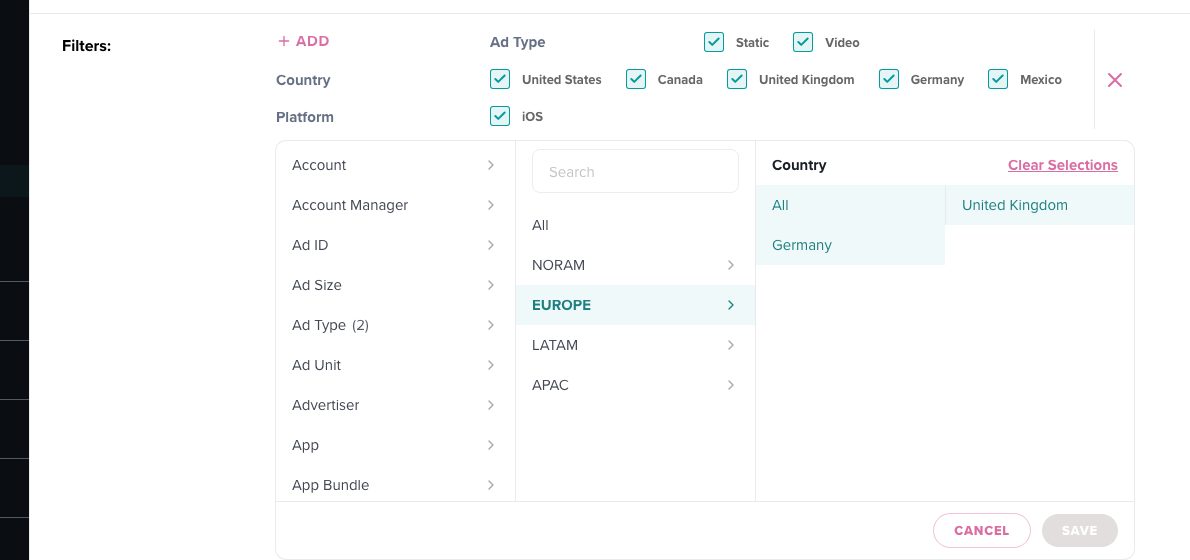 Filters:
+ ADD
Ad Type Static Video
Country United States Canada United Kingdom Germany Mexico
Platform iOS
Account
Account Manager
Ad ID
Ad Size
Ad Type (2)
Ad Unit
Advertiser
App
App Bundle
Search
All
NORAM
EUROPE
LATAM
APAC
Country Clear Selections
All United Kingdom
Germany
CANCEL SAVE